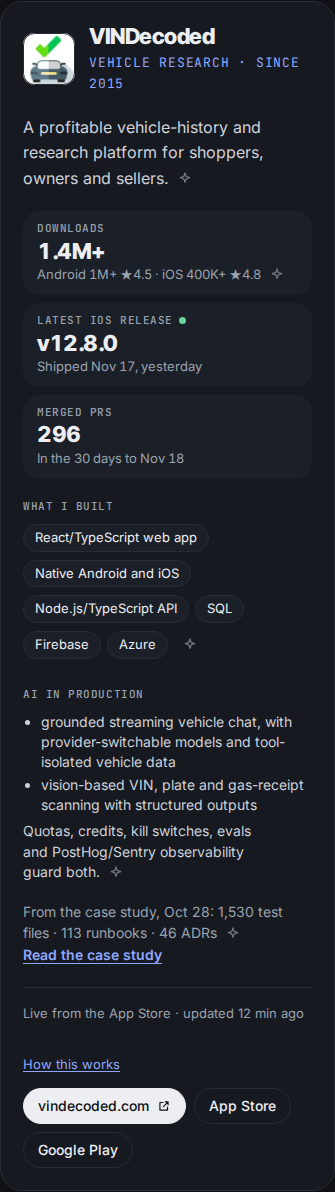 VINDecoded
VEHICLE RESEARCH · SINCE
2015
A profitable vehicle-history and
research platform for shoppers,
owners and sellers.
DOWNLOADS
1.4M+
Android 1M+ ★4.5 · iOS 400K+ ★4.8
LATEST IOS RELEASE
v12.8.0
Shipped Nov 17, yesterday
MERGED PRS
296
In the 30 days to Nov 18
WHAT I BUILT
React/TypeScript web app
Native Android and iOS
Node.js/TypeScript API SQL
Firebase Azure
AI IN PRODUCTION
• grounded streaming vehicle chat, with
provider-switchable models and tool-
isolated vehicle data
• vision-based VIN, plate and gas-receipt
scanning with structured outputs
Quotas, credits, kill switches, evals
and PostHog/Sentry observability
guard both.
From the case study, Oct 28: 1,530 test
files · 113 runbooks · 46 ADRs
Read the case study
Live from the App Store · updated 12 min ago
How this works
vindecoded.com App Store
Google Play